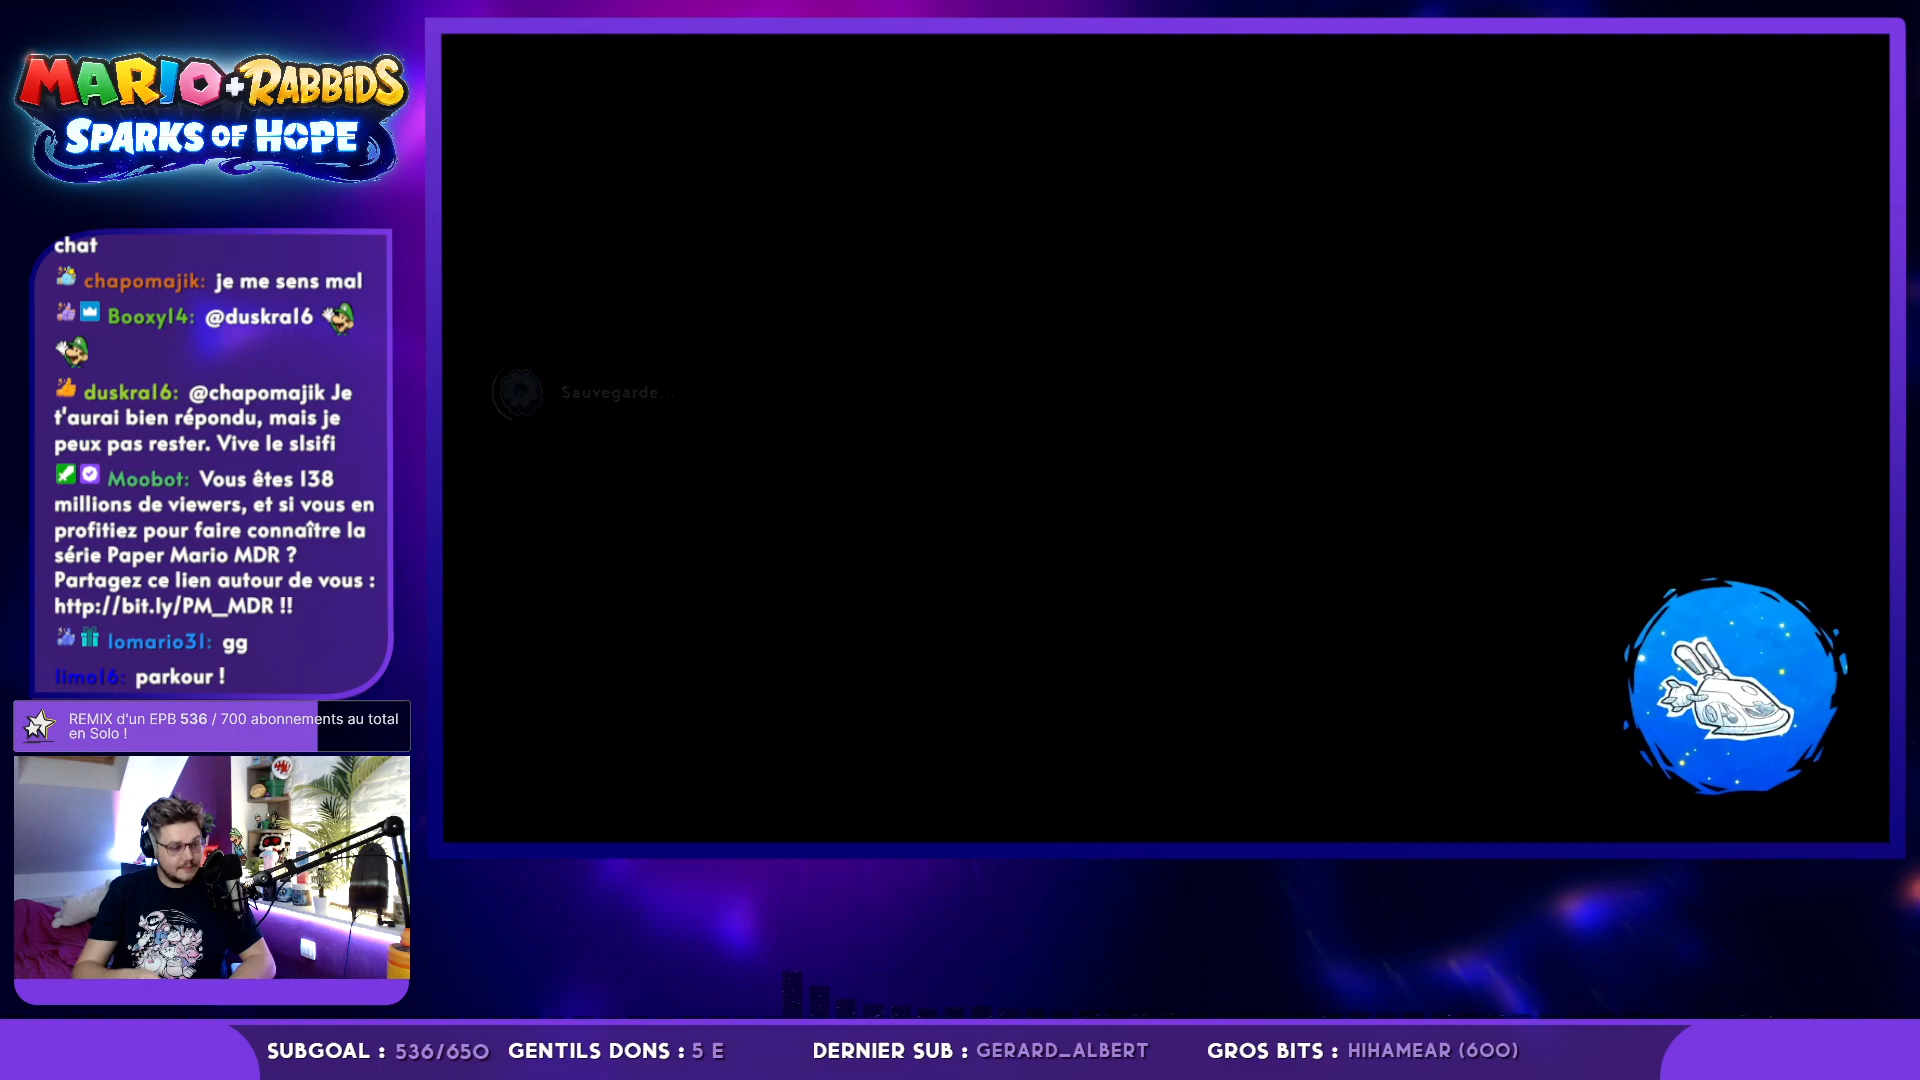 MARIO + RABBIDS
SPARKS OF HOPE
chat
chapomajik: je me sens mal
Booxy14: @duskral6
duskral6: @chapomajik Je
t'aurai bien répondu, mais je
peux pas rester. Vive le slsifi
Moobot: Vous êtes 138
millions de viewers, et si vous en
profitiez pour faire connaître la
série Paper Mario MDR ?
Partagez ce lien autour de vous :
http://bit.ly/PM_MDR !!
lomario31: gg
limo16: parkour !
REMIX d'un EPB 536 / 700 abonnements au total
en Solo !
Sauvegarde...
SUBGOAL : 536/650 GENTILS DONS : 5 E DERNIER SUB : GERARD_ALBERT GROS BITS : HIHAMEAR (600)